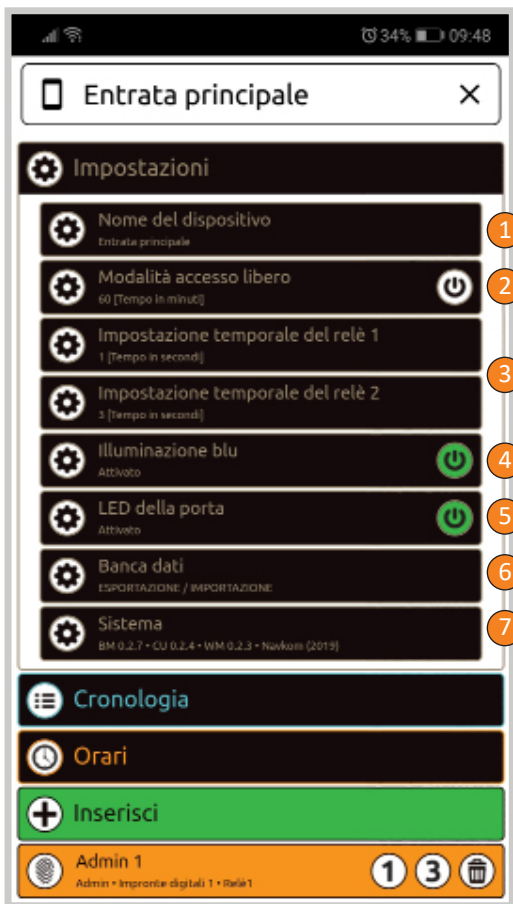 34% 09:48
Entrata principale
Impostazioni
Nome del dispositivo
Entrata principale
1
Modalità accesso libero
60 [Tempo in minuti]
2
Impostazione temporale del relè 1
1 [Tempo in secondi]
3
Impostazione temporale del relè 2
3 [Tempo in secondi]
Illuminazione blu
Attivato
4
LED della porta
Attivato
5
Banca dati
ESPORTAZIONE / IMPORTAZIONE
6
Sistema
BM 0.2.7 • CU 0.2.4 • WM 0.2.3 • Navkom (2019)
7
Cronologia
Orari
Inserisci
Admin 1
Admin • Impronte digitali 1 • Relè1
1 3